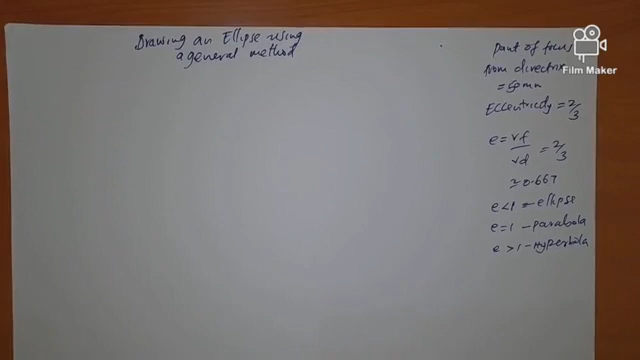 Drawing an Ellipse using
a general method
point of focus
from directrix
= 50mm
Eccentricity = 2/3
e = vf/vd = 2/3
≃ 0.667
e<1 = ellipse
e=1 - parabola
e>1 - Hyperbola
Film Maker